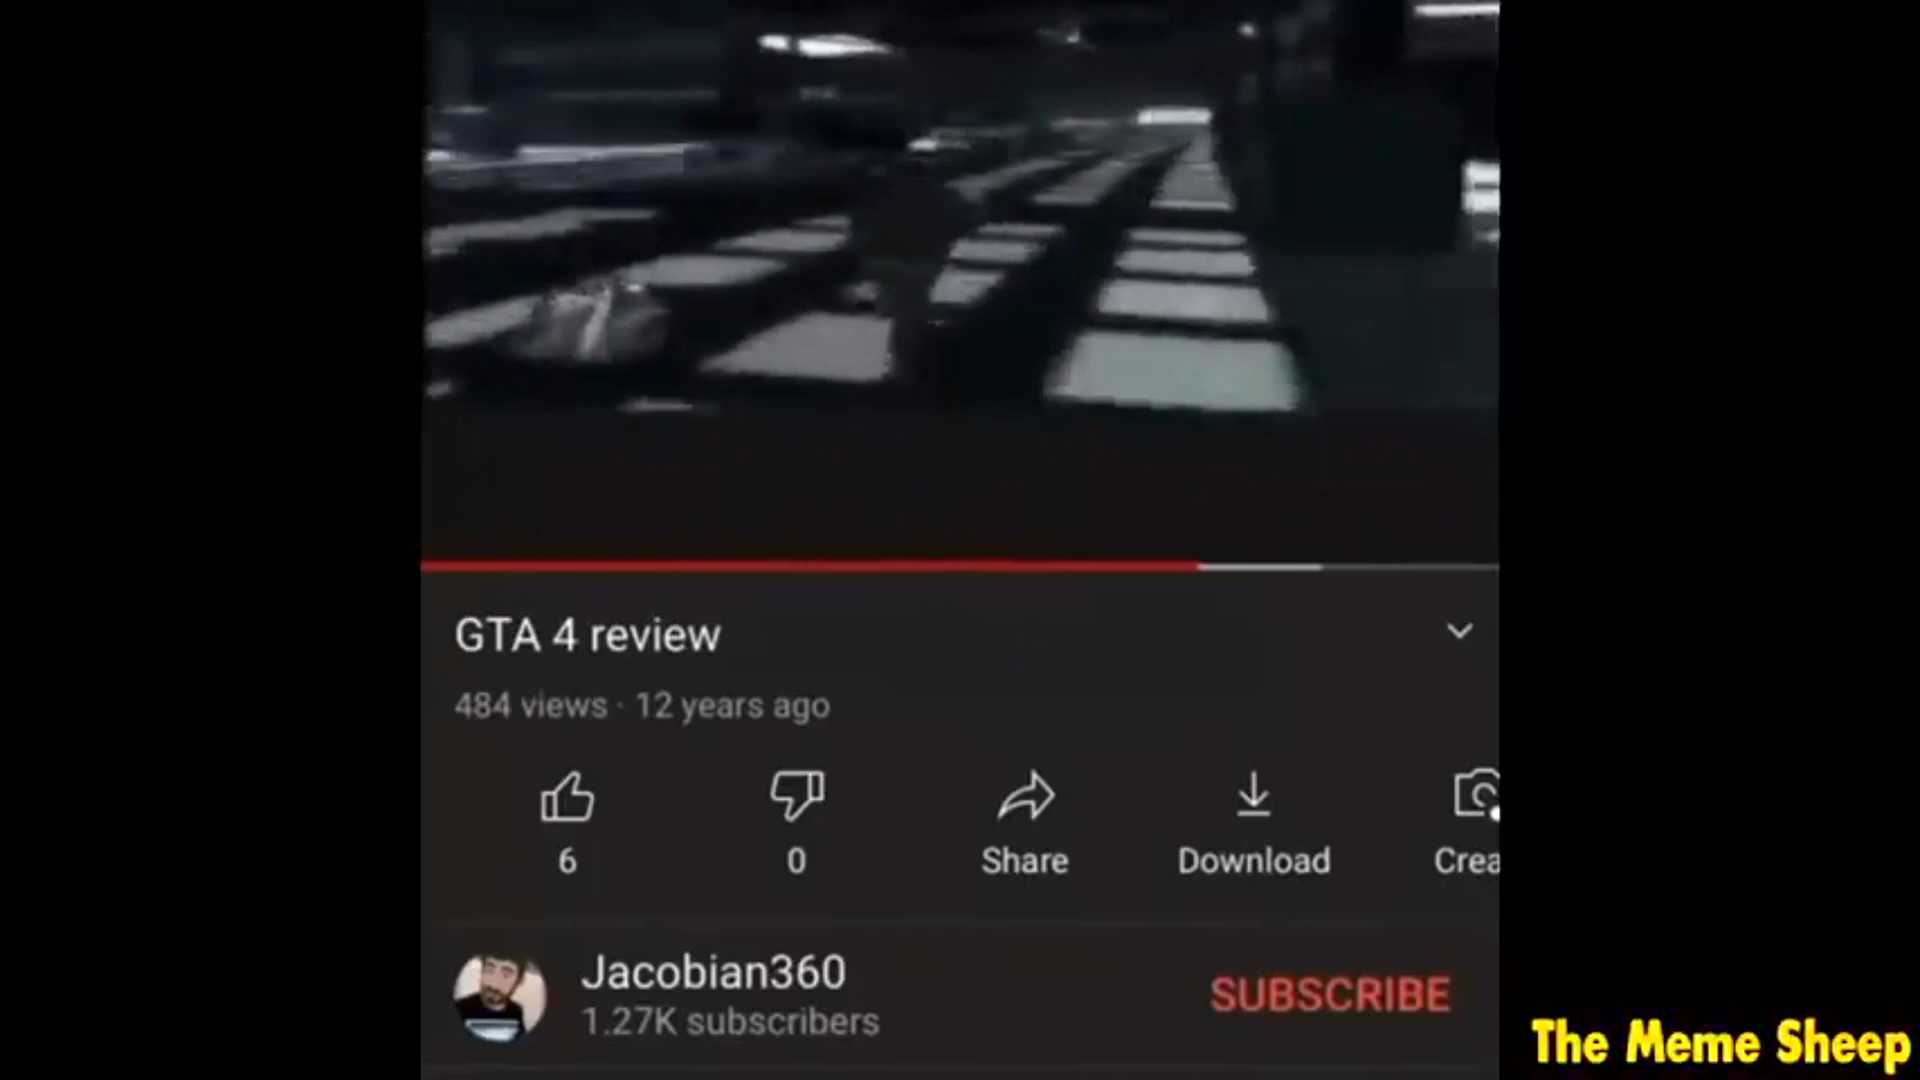 GTA 4 review
484 views · 12 years ago
6
0
Share
Download
Crea
Jacobian360
1.27K subscribers
SUBSCRIBE
The Meme Sheep